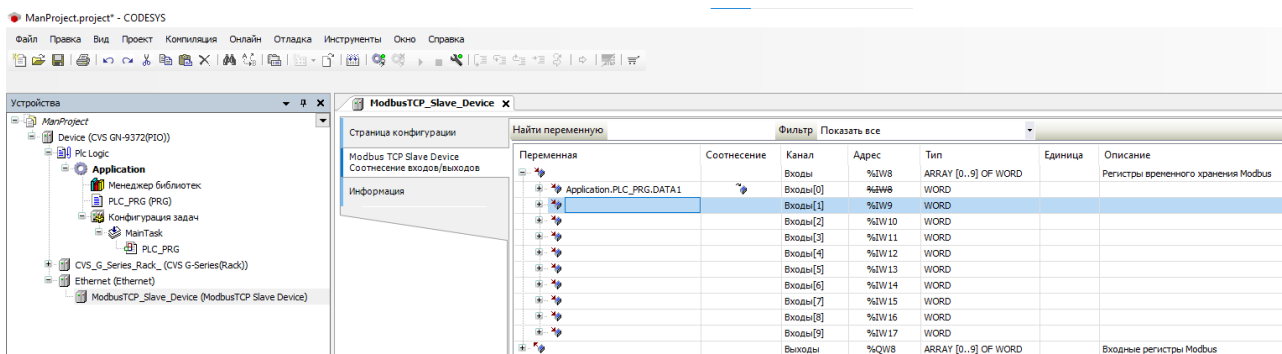 ManProject.project* - CODESYS
Файл Правка Вид Проект Компиляция Онлайн Отладка Инструменты Окно Справка
Устройства
ManProject
Device (CVS GN-9372(PIO))
Plc Logic
Application
Менеджер библиотек
PLC_PRG (PRG)
Конфигурация задач
MainTask
PLC_PRG
CVS_G_Series_Rack_ (CVS G-Series(Rack))
Ethernet (Ethernet)
ModbusTCP_Slave_Device (ModbusTCP Slave Device)
ModbusTCP_Slave_Device
Страница конфигурации
Modbus TCP Slave Device
Соотнесение входов/выходов
Информация
Найти переменную Фильтр Показать все
Переменная Соотнесение Канал Адрес Тип Единица Описание
Входы %IW8 ARRAY [0..9] OF WORD Регистры временного хранения Modbus
Application.PLC_PRG.DATA1 Входы[0] %IW8 WORD
Входы[1] %IW9 WORD
Входы[2] %IW10 WORD
Входы[3] %IW11 WORD
Входы[4] %IW12 WORD
Входы[5] %IW13 WORD
Входы[6] %IW14 WORD
Входы[7] %IW15 WORD
Входы[8] %IW16 WORD
Входы[9] %IW17 WORD
Выходы %QW8 ARRAY [0..9] OF WORD Входные регистры Modbus